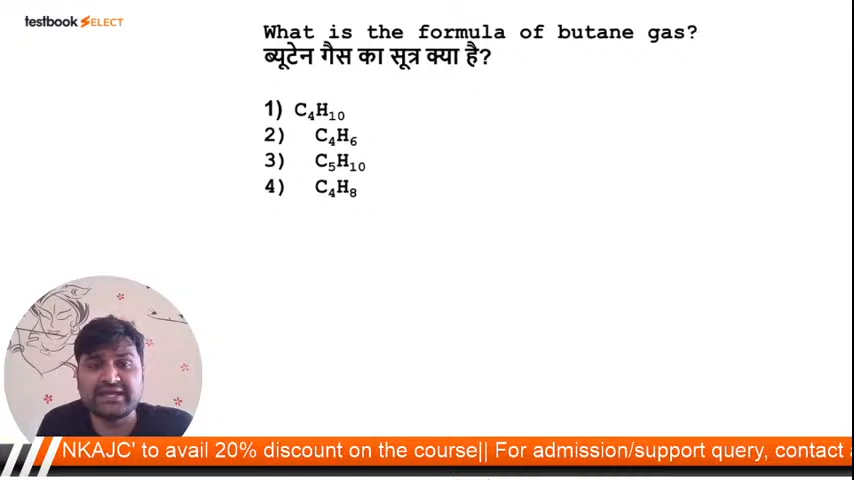 testbook SELECT
What is the formula of butane gas?
ब्यूटेन गैस का सूत्र क्या है?
1) C₄H₁₀
2) C₄H₆
3) C₅H₁₀
4) C₄H₈
NKAJC' to avail 20% discount on the course|| For admission/support query, contact